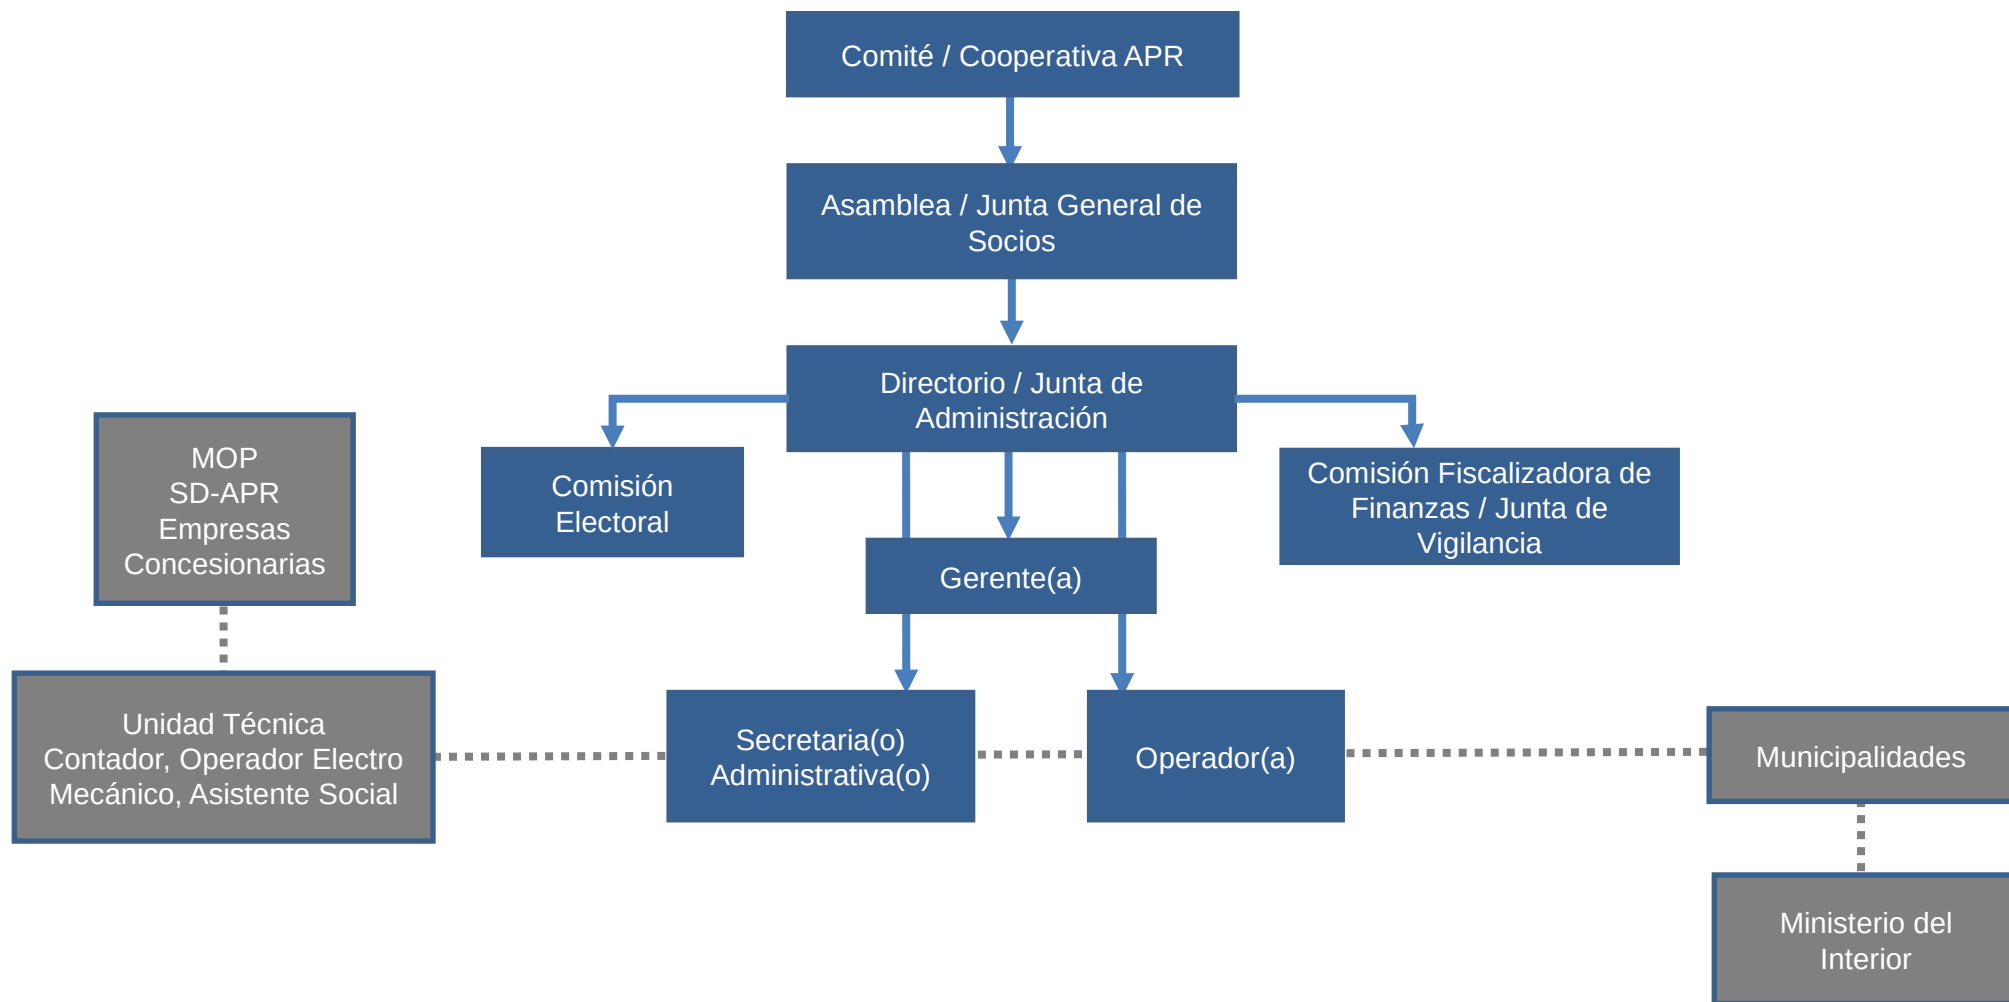 Comité / Cooperativa APR
Asamblea / Junta General de
Socios
Directorio / Junta de
Administración
MOP
SD-APR
Empresas
Concesionarias
Comisión
Electoral
Comisión Fiscalizadora de
Finanzas / Junta de
Vigilancia
Gerente(a)
Unidad Técnica
Contador, Operador Electro
Mecánico, Asistente Social
Secretaria(o)
Administrativa(o)
Operador(a)
Municipalidades
Ministerio del
Interior